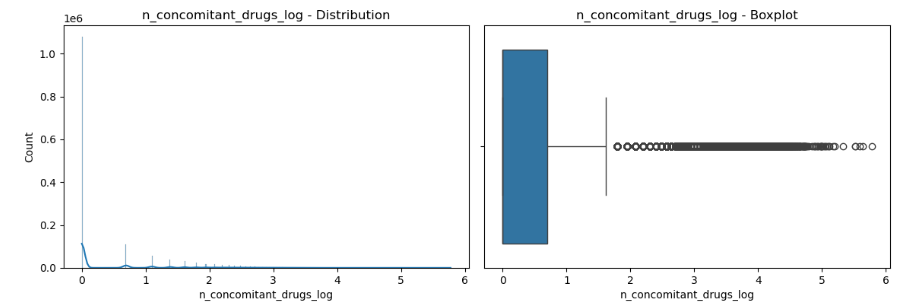 n_concomitant_drugs_log - Distribution
1e6
1.0
0.8
0.6
0.4
0.2
0.0
Count
0 1 2 3 4 5 6
n_concomitant_drugs_log
n_concomitant_drugs_log - Boxplot
0 1 2 3 4 5 6
n_concomitant_drugs_log